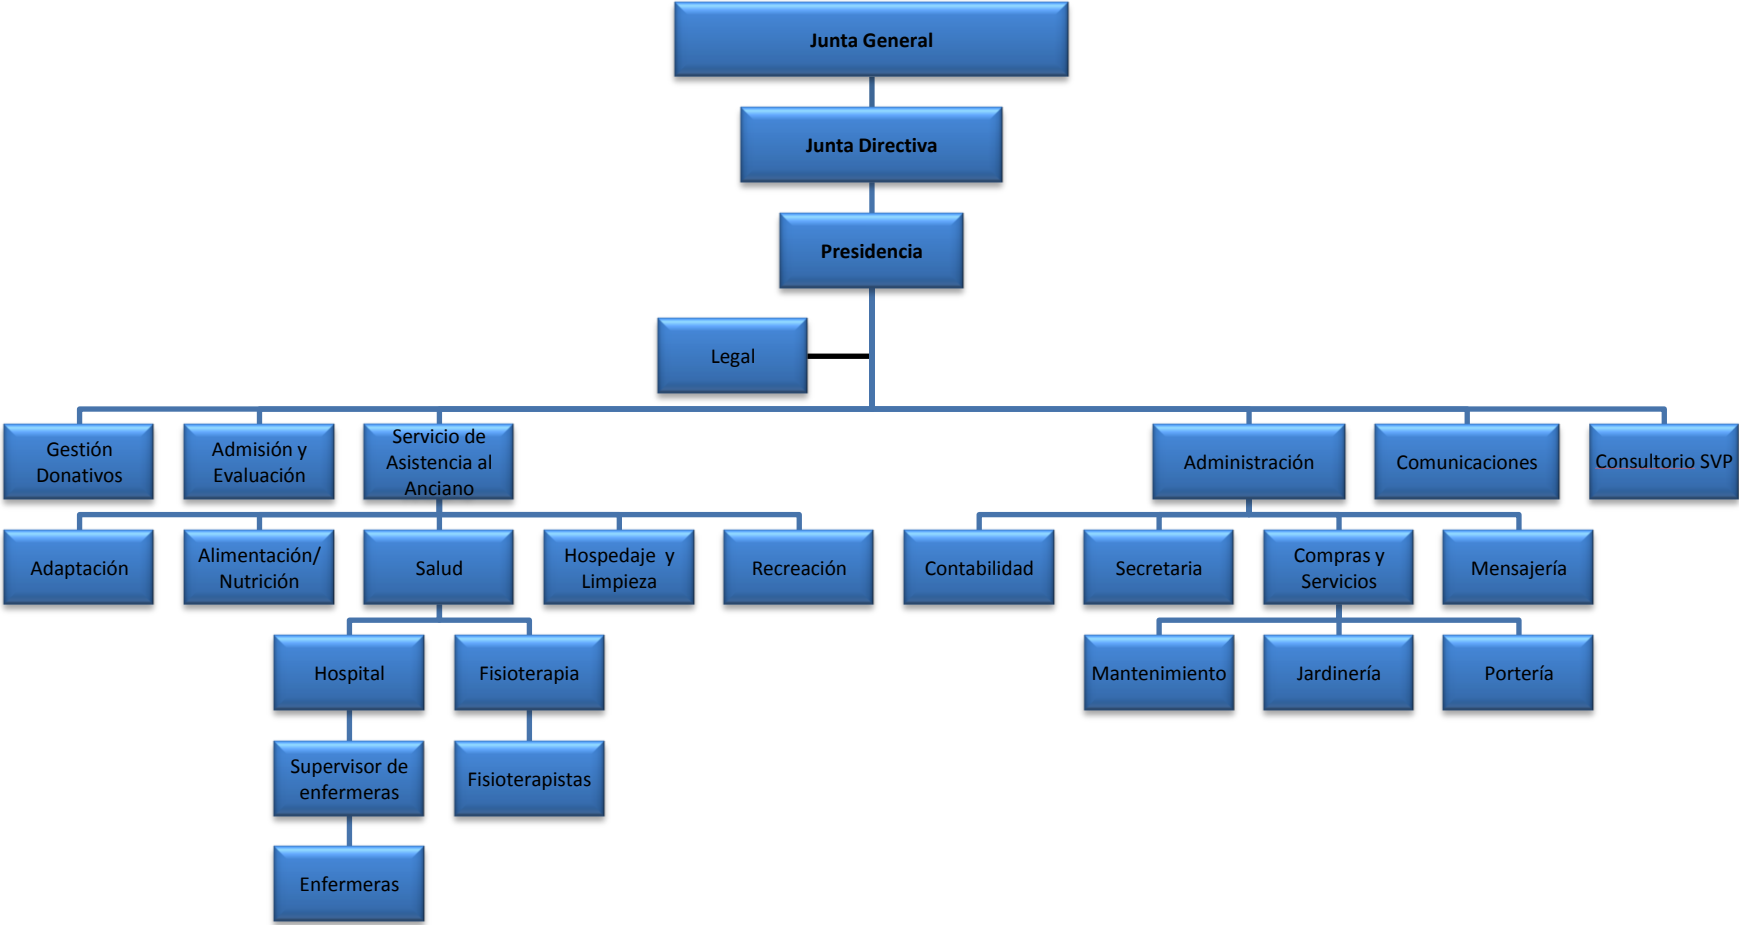 Junta General
Junta Directiva
Presidencia
Legal
Gestión
Donativos
Admisión y
Evaluación
Servicio de
Asistencia al
Anciano
Administración
Comunicaciones
Consultorio SVP
Adaptación
Alimentación/
Nutrición
Salud
Hospedaje y
Limpieza
Recreación
Contabilidad
Secretaria
Compras y
Servicios
Mensajería
Hospital
Fisioterapia
Mantenimiento
Jardinería
Portería
Supervisor de
enfermeras
Fisioterapistas
Enfermeras